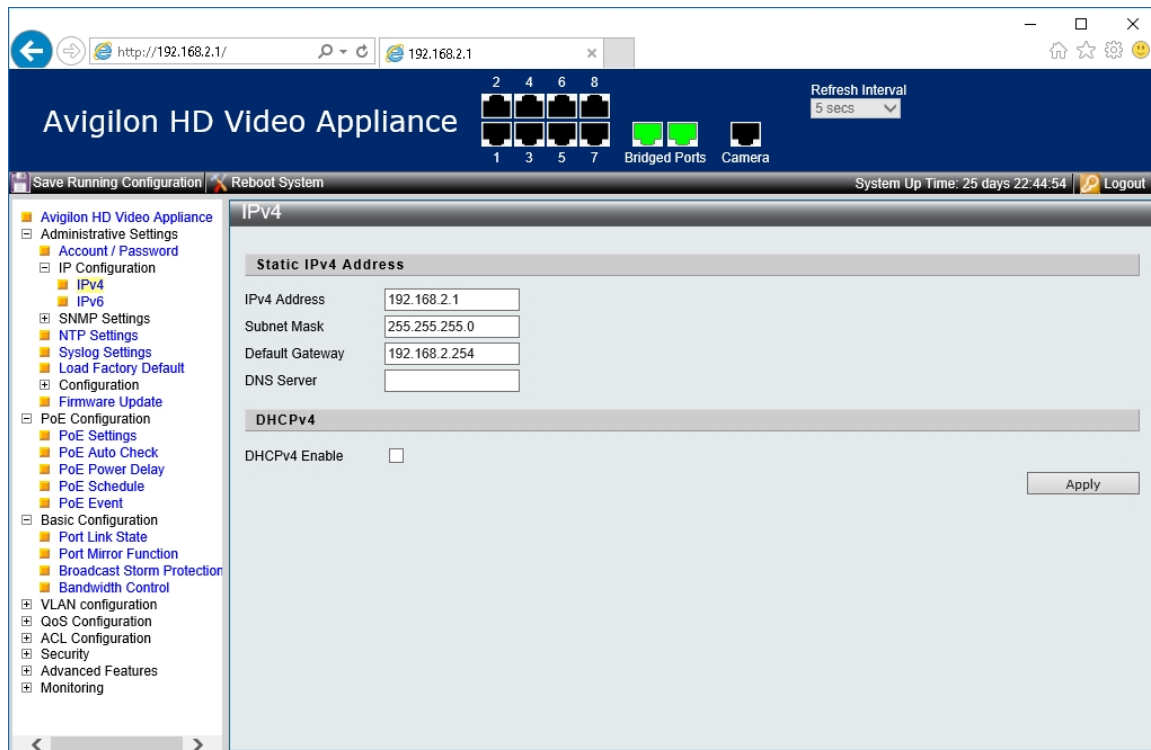 http://192.168.2.1/
192.168.2.1
Avigilon HD Video Appliance
2 4 6 8
1 3 5 7
Bridged Ports
Camera
Refresh Interval
5 secs
Save Running Configuration
Reboot System
System Up Time: 25 days 22:44:54
Logout
Avigilon HD Video Appliance
Administrative Settings
Account / Password
IP Configuration
IPv4
IPv6
SNMP Settings
NTP Settings
Syslog Settings
Load Factory Default
Configuration
Firmware Update
PoE Configuration
PoE Settings
PoE Auto Check
PoE Power Delay
PoE Schedule
PoE Event
Basic Configuration
Port Link State
Port Mirror Function
Broadcast Storm Protection
Bandwidth Control
VLAN configuration
QoS Configuration
ACL Configuration
Security
Advanced Features
Monitoring
IPv4
Static IPv4 Address
IPv4 Address 192.168.2.1
Subnet Mask 255.255.255.0
Default Gateway 192.168.2.254
DNS Server
DHCPv4
DHCPv4 Enable
Apply